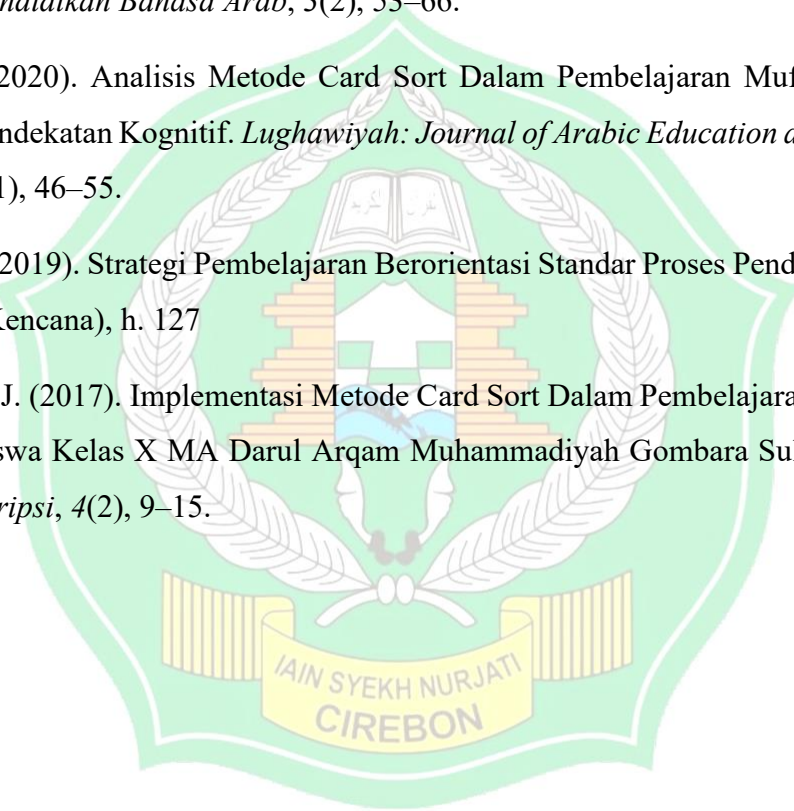 Bahasa Arab, 5(2), 53–66.
2020). Analisis Metode Card Sort Dalam Pembelajaran Muf
ndekatan Kognitif. Lughawiyah: Journal of Arabic Education a
1), 46–55.
2019). Strategi Pembelajaran Berorientasi Standar Proses Pend
Kencana), h. 127
J. (2017). Implementasi Metode Card Sort Dalam Pembelajara
swa Kelas X MA Darul Arqam Muhammadiyah Gombara Su
ripsi, 4(2), 9–15.
IAIN SYEKH NURJATI
CIREBON